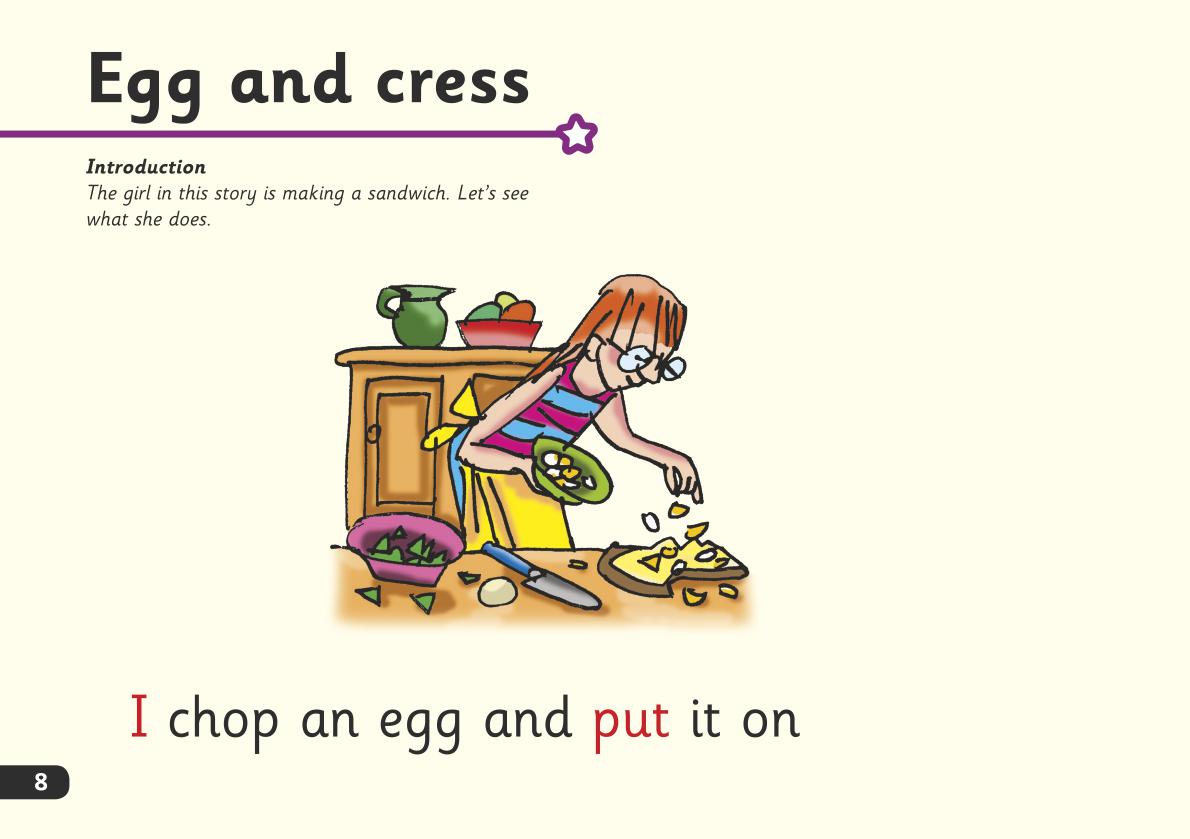 Egg and cress
Introduction
The girl in this story is making a sandwich. Let's see
what she does.
I chop an egg and put it on
8